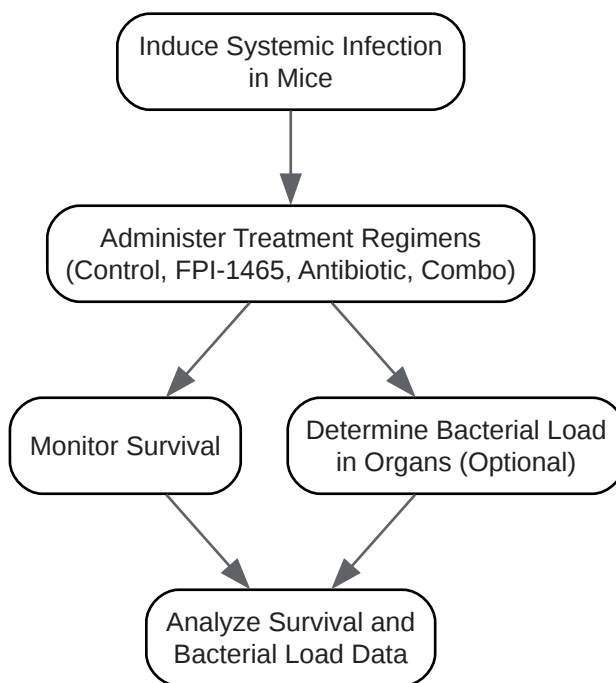 Induce Systemic Infection
in Mice
Administer Treatment Regimens
(Control, FPI-1465, Antibiotic, Combo)
Monitor Survival
Determine Bacterial Load
in Organs (Optional)
Analyze Survival and
Bacterial Load Data